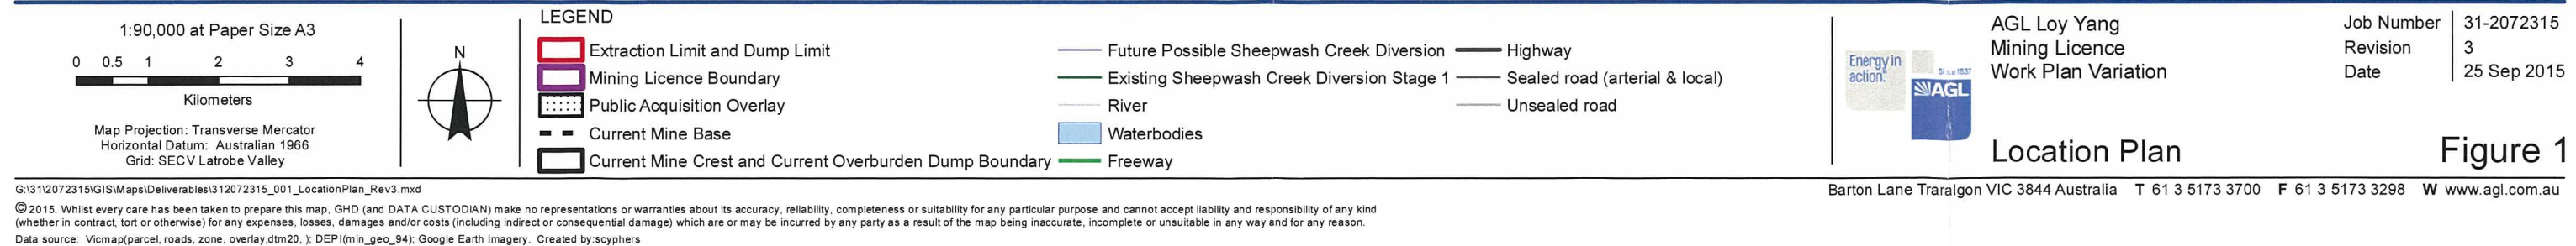 1:90,000 at Paper Size A3
0 0.5 1 2 3 4
Kilometers
Map Projection: Transverse Mercator
Horizontal Datum: Australian 1966
Grid: SECV Latrobe Valley
N
LEGEND
Extraction Limit and Dump Limit
Mining Licence Boundary
Public Acquisition Overlay
Current Mine Base
Current Mine Crest and Current Overburden Dump Boundary
Future Possible Sheepwash Creek Diversion
Existing Sheepwash Creek Diversion Stage 1
River
Waterbodies
Freeway
Highway
Sealed road (arterial & local)
Unsealed road
Energy in
action.®
Since 1837
AGL
AGL Loy Yang
Mining Licence
Work Plan Variation
Location Plan
Job Number 31-2072315
Revision 3
Date 25 Sep 2015
Figure 1
G:\31\2072315\GIS\Maps\Deliverables\312072315_001_LocationPlan_Rev3.mxd
Barton Lane Traralgon VIC 3844 Australia T 61 3 5173 3700 F 61 3 5173 3298 W www.agl.com.au
© 2015. Whilst every care has been taken to prepare this map, GHD (and DATA CUSTODIAN) make no representations or warranties about its accuracy, reliability, completeness or suitability for any particular purpose and cannot accept liability and responsibility of any kind
(whether in contract, tort or otherwise) for any expenses, losses, damages and/or costs (including indirect or consequential damage) which are or may be incurred by any party as a result of the map being inaccurate, incomplete or unsuitable in any way and for any reason.
Data source: Vicmap(parcel, roads, zone, overlay,dtm20, ); DEPI(min_geo_94); Google Earth Imagery. Created by:scyphers